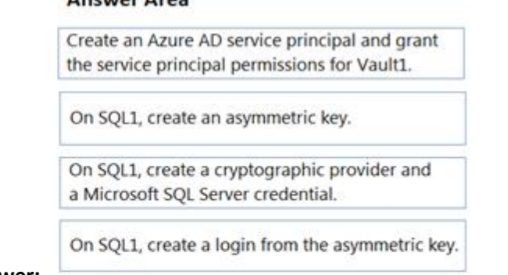 Answer Area
Create an Azure AD service principal and grant
the service principal permissions for Vault1.
On SQL1, create an asymmetric key.
On SQL1, create a cryptographic provider and
a Microsoft SQL Server credential.
On SQL1, create a login from the asymmetric key.